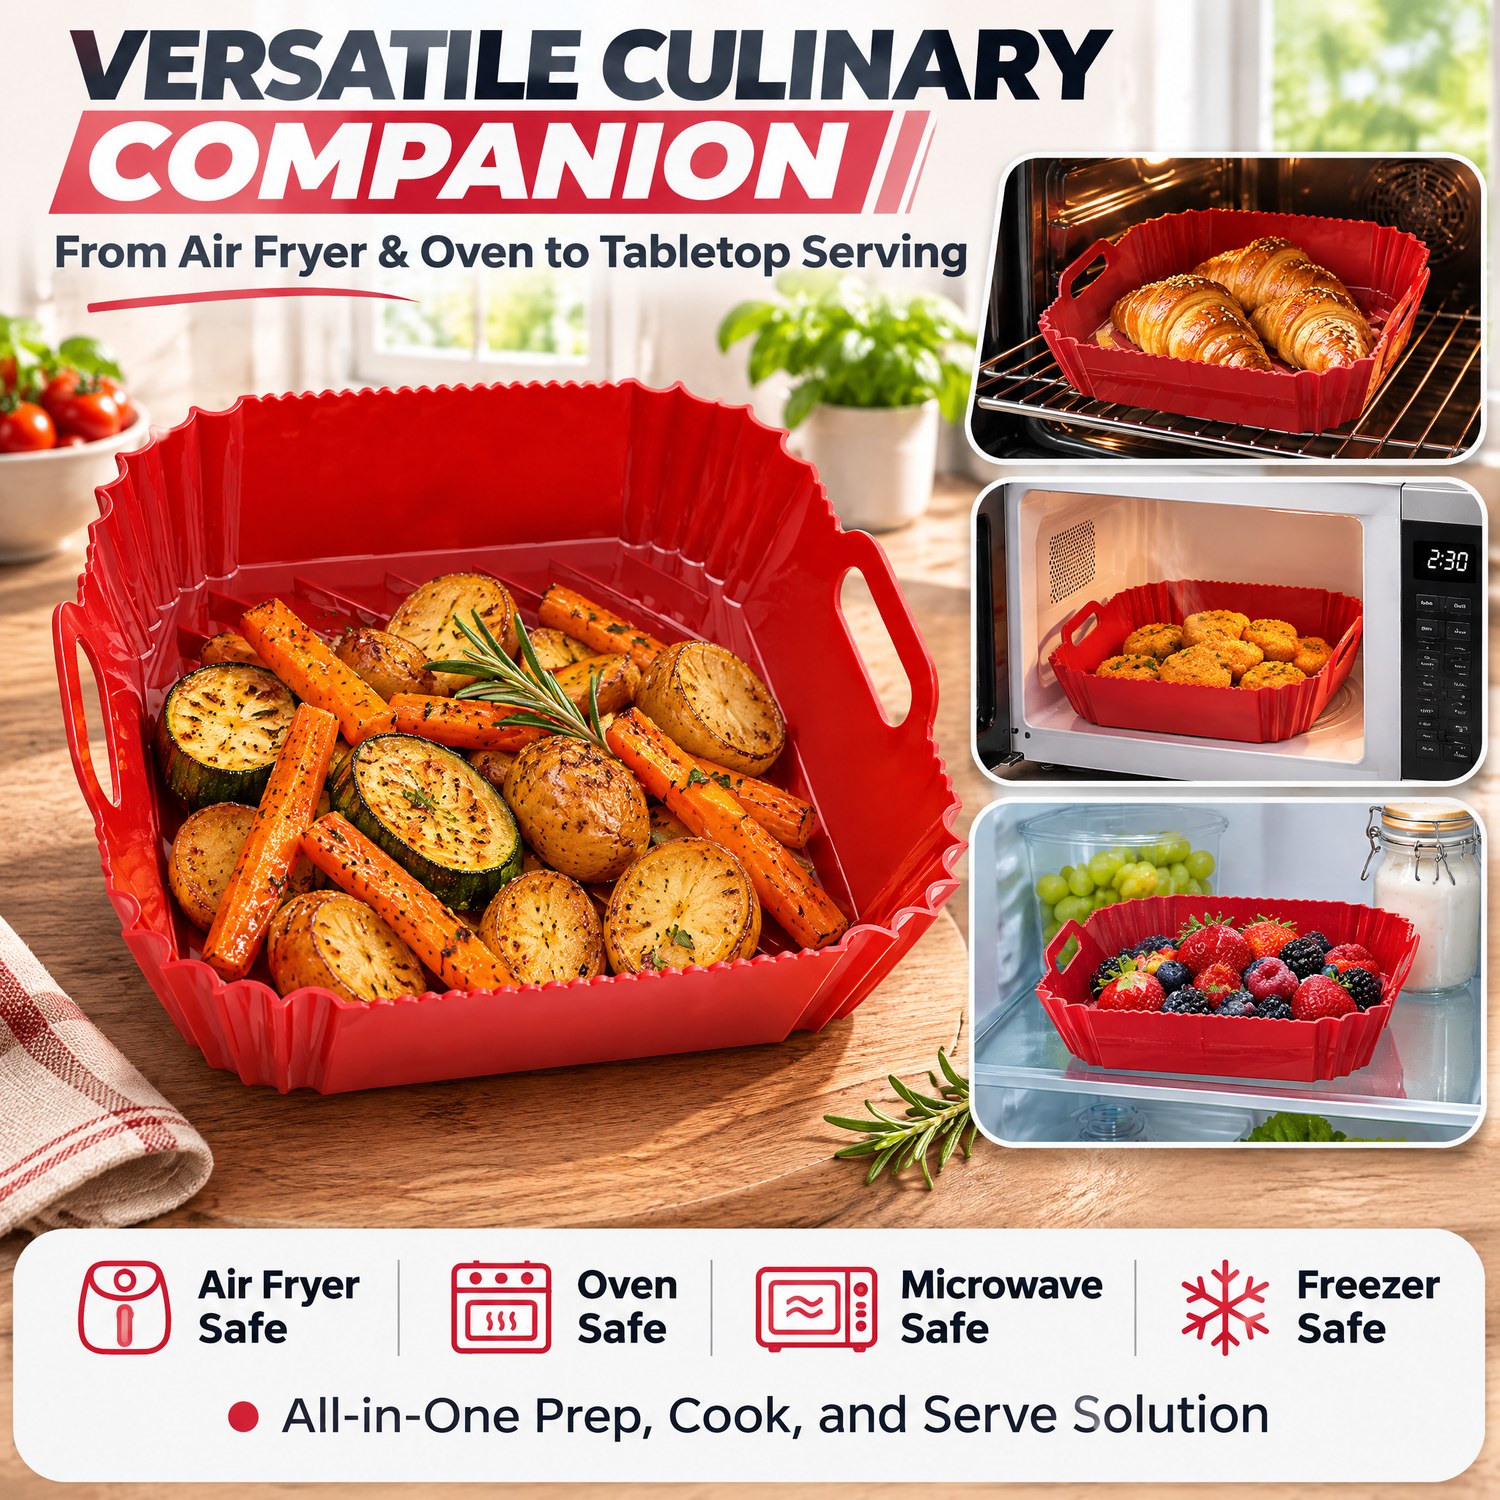 VERSATILE CULINARY
COMPANION
From Air Fryer & Oven to Tabletop Serving
2:30
Air Fryer
Safe
Oven
Safe
Microwave
Safe
Freezer
Safe
All-in-One Prep, Cook, and Serve Solution